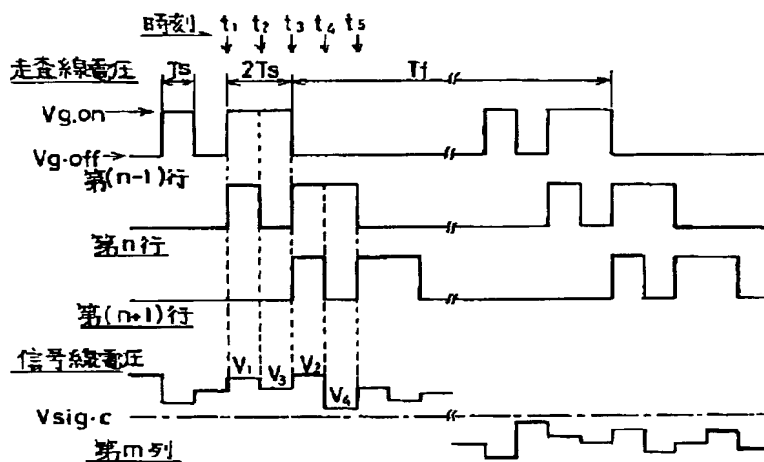 時刻 t₁ t₂ t₃ t₄ t₅
走査線電圧 Ts 2Ts Tf
Vg.on
Vg.off
第(n-1)行
第n行
第(n+1)行
信号線電圧 V₁ V₃ V₂ V₄
Vsig.c
第m列